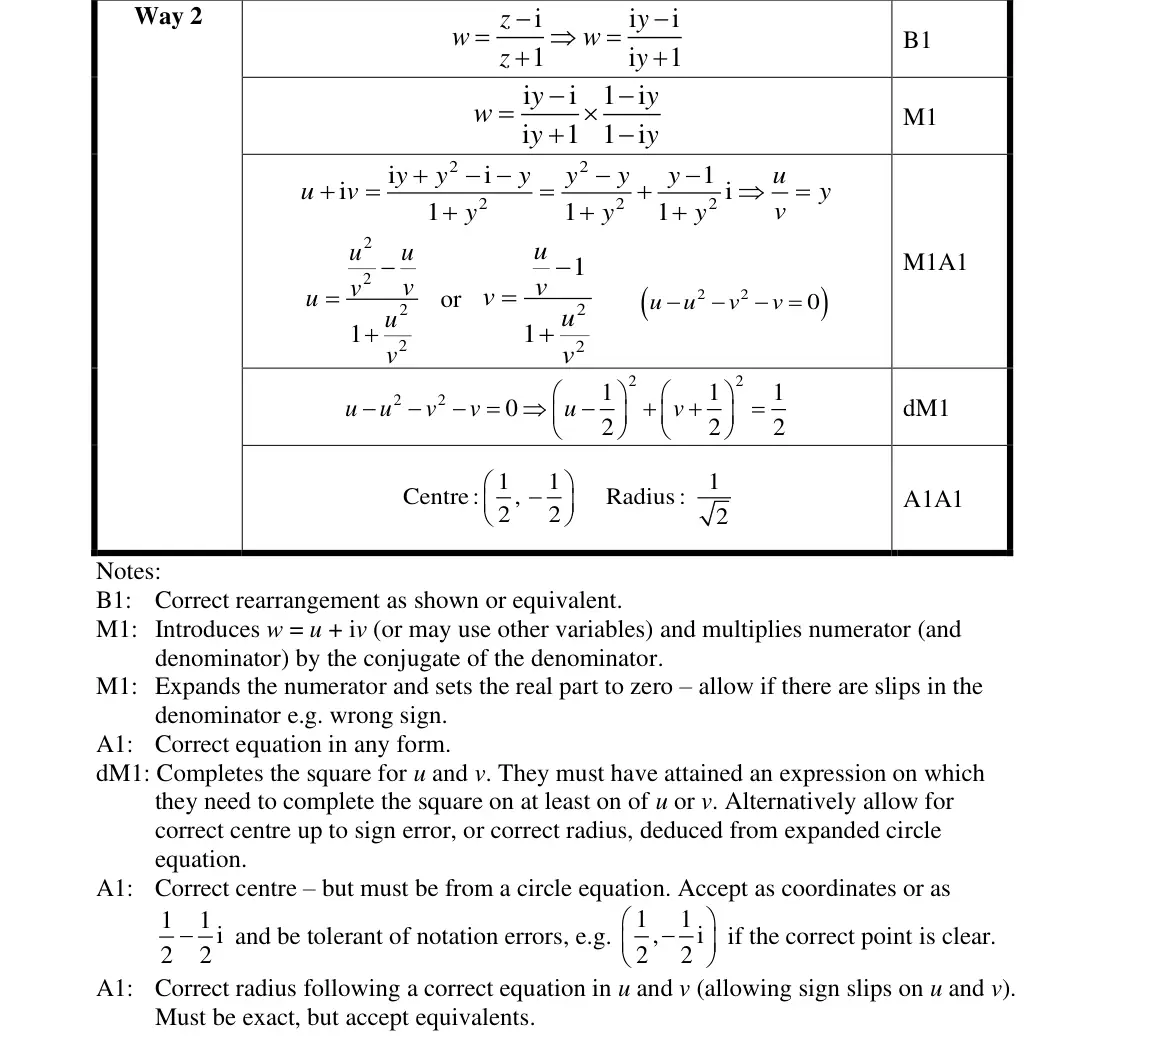 Way 2
w = (z − i)/(z + 1) ⇒ w = (iy − i)/(iy + 1)
B1
w = (iy − i)/(iy + 1) × (1 − iy)/(1 − iy)
M1
u + iv = (iy + y² − i − y)/(1 + y²) = (y² − y)/(1 + y²) + (y − 1)/(1 + y²) i ⇒ u/v = y
u = (u²/v² − u/v)/(1 + u²/v²) or v = (u/v − 1)/(1 + u²/v²) (u − u² − v² − v = 0)
M1A1
u − u² − v² − v = 0 ⇒ (u − 1/2)² + (v + 1/2)² = 1/2
dM1
Centre : (1/2, −1/2) Radius : 1/√2
A1A1
Notes:
B1: Correct rearrangement as shown or equivalent.
M1: Introduces w = u + iv (or may use other variables) and multiplies numerator (and
denominator) by the conjugate of the denominator.
M1: Expands the numerator and sets the real part to zero – allow if there are slips in the
denominator e.g. wrong sign.
A1: Correct equation in any form.
dM1: Completes the square for u and v. They must have attained an expression on which
they need to complete the square on at least on of u or v. Alternatively allow for
correct centre up to sign error, or correct radius, deduced from expanded circle
equation.
A1: Correct centre – but must be from a circle equation. Accept as coordinates or as
1/2 − 1/2 i and be tolerant of notation errors, e.g. (1/2, −1/2 i) if the correct point is clear.
A1: Correct radius following a correct equation in u and v (allowing sign slips on u and v).
Must be exact, but accept equivalents.